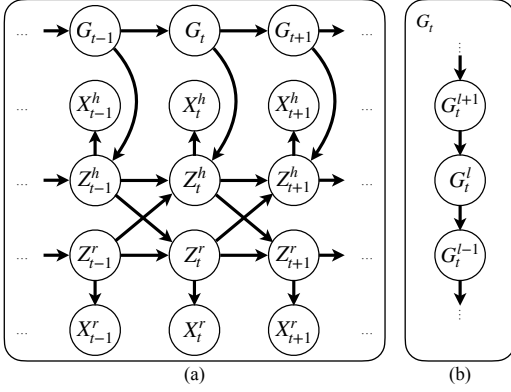 ... G_{t-1} G_t G_{t+1} ...
... X^h_{t-1} X^h_t X^h_{t+1} ...
... Z^h_{t-1} Z^h_t Z^h_{t+1} ...
... Z^r_{t-1} Z^r_t Z^r_{t+1} ...
... X^r_{t-1} X^r_t X^r_{t+1} ...
(a)
G_t
...
G^{l+1}_t
G^l_t
G^{l-1}_t
...
(b)